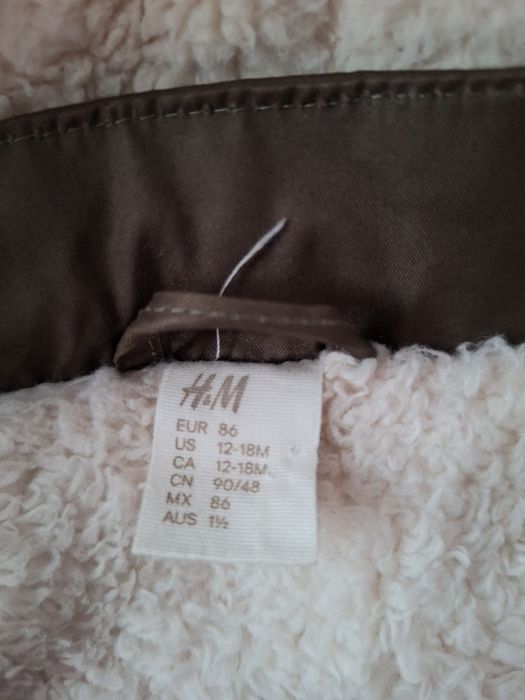 H&M
EUR 86
US 12-18M
CA 12-18M
CN 90/48
MX 86
AUS 1½